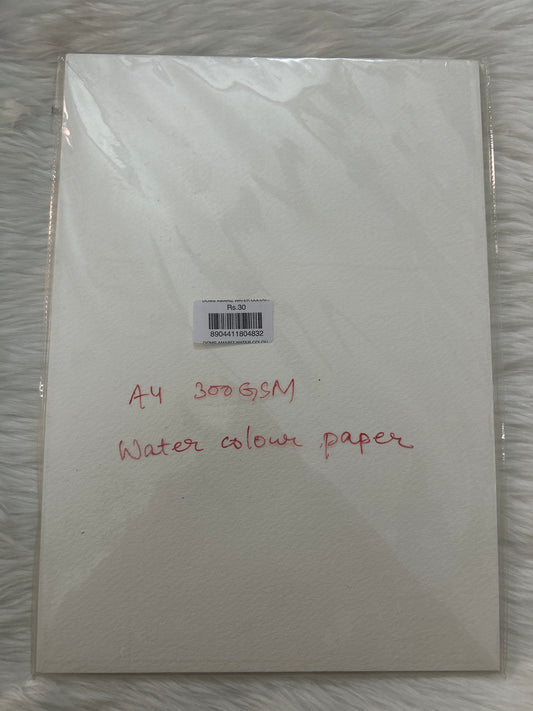 Rs.30
8904411804832
A4 300GSM
Water colour paper